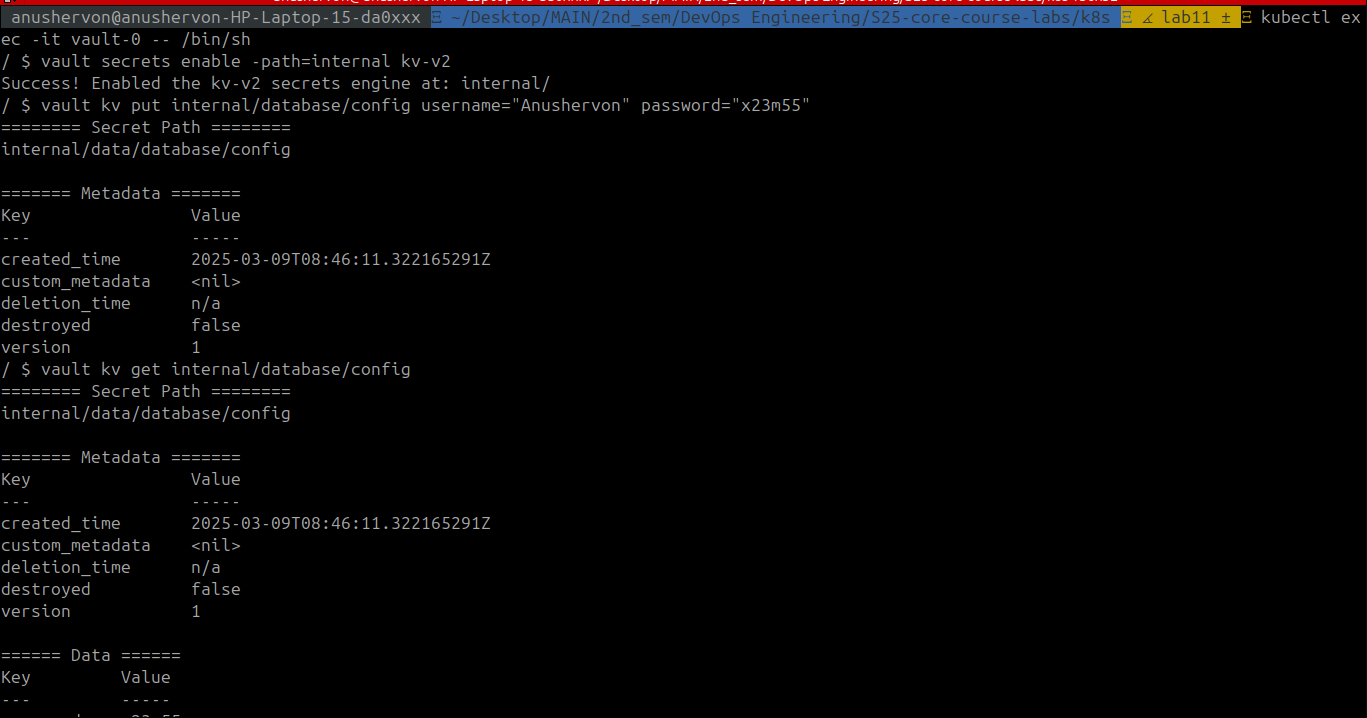 anushervon@anushervon-HP-Laptop-15-da0xxx ~/Desktop/MAIN/2nd_sem/DevOps Engineering/S25-core-course-labs/k8s lab11 ± kubectl ex
ec -it vault-0 -- /bin/sh
/ $ vault secrets enable -path=internal kv-v2
Success! Enabled the kv-v2 secrets engine at: internal/
/ $ vault kv put internal/database/config username="Anushervon" password="x23m55"
======== Secret Path ========
internal/data/database/config

======= Metadata =======
Key                Value
---                -----
created_time       2025-03-09T08:46:11.322165291Z
custom_metadata    <nil>
deletion_time      n/a
destroyed          false
version            1
/ $ vault kv get internal/database/config
======== Secret Path ========
internal/data/database/config

======= Metadata =======
Key                Value
---                -----
created_time       2025-03-09T08:46:11.322165291Z
custom_metadata    <nil>
deletion_time      n/a
destroyed          false
version            1

====== Data ======
Key         Value
---         -----